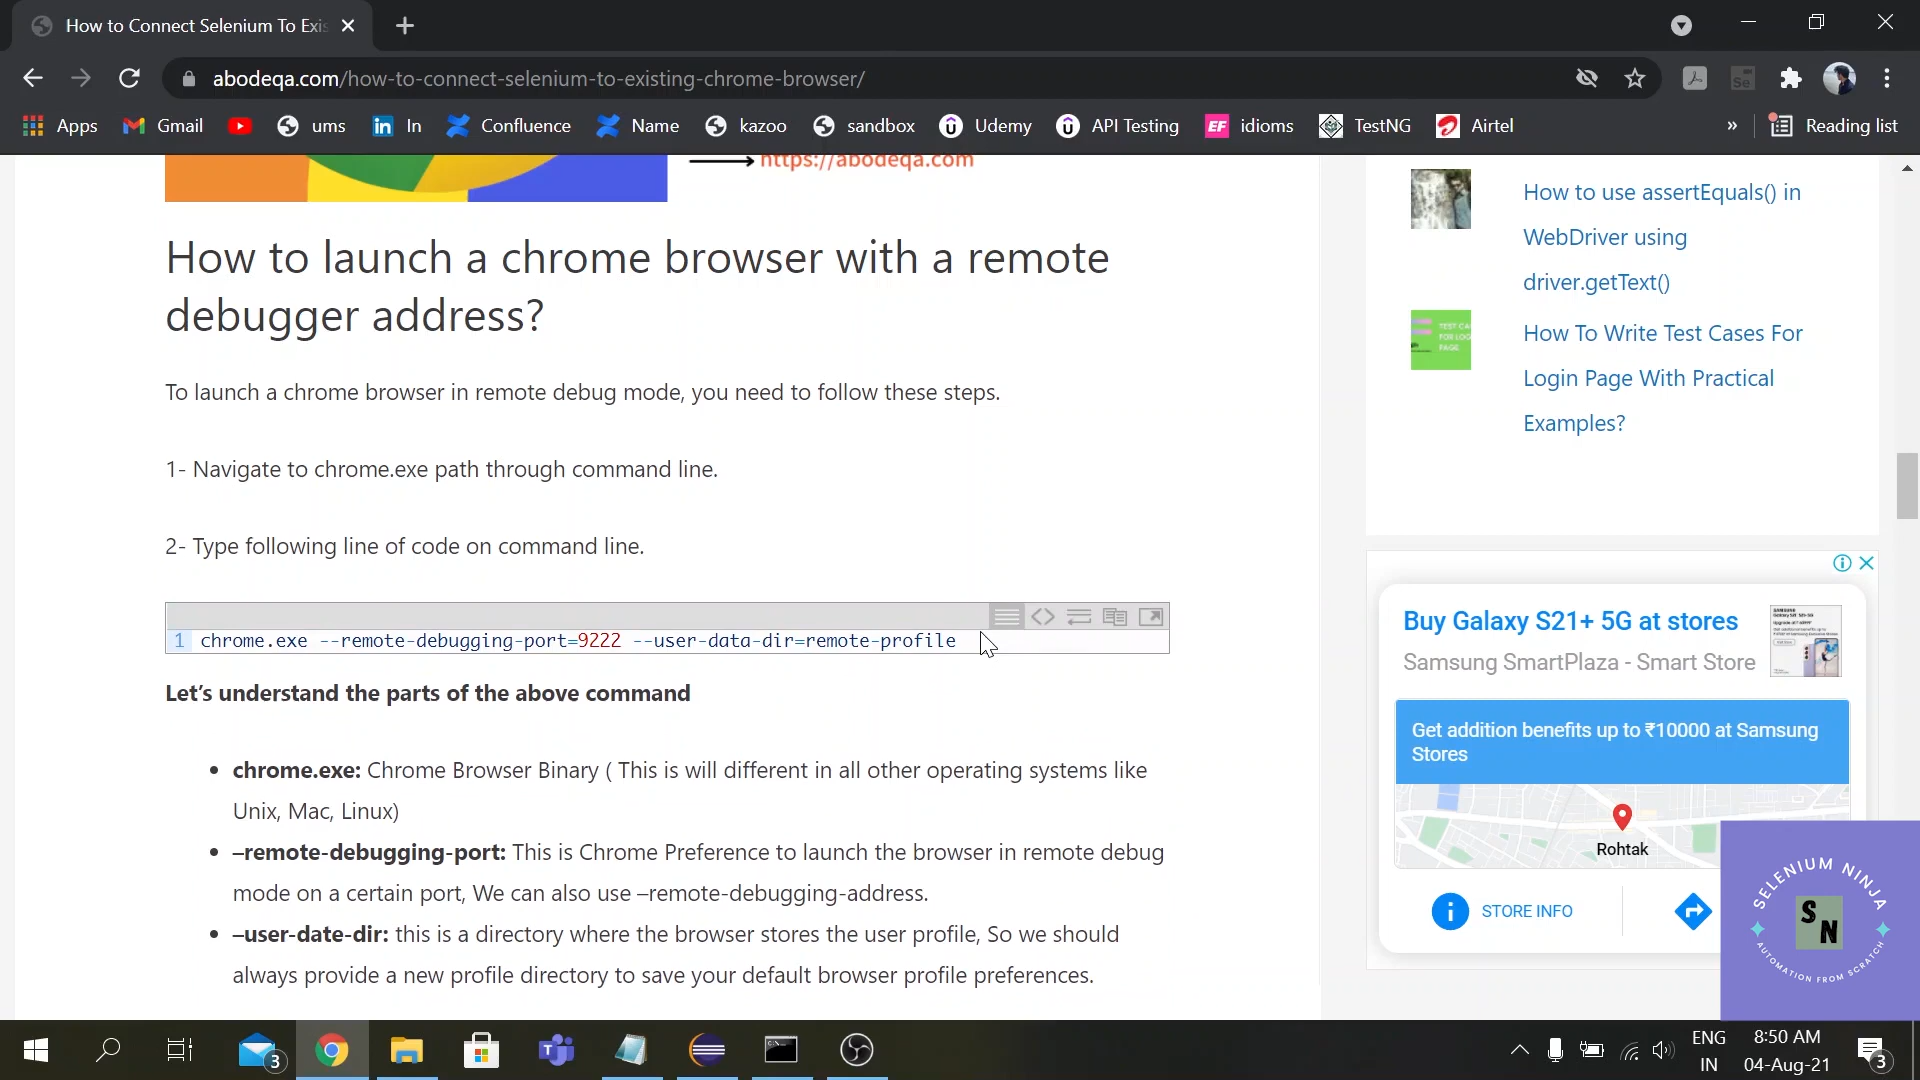 How to Connect Selenium To Exis
abodeqa.com/how-to-connect-selenium-to-existing-chrome-browser/
Apps
Gmail
ums
In
Confluence
Name
kazoo
sandbox
Udemy
API Testing
EF
idioms
TestNG
Airtel
»
Reading list
https://abodeqa.com
How to launch a chrome browser with a remote
debugger address?
To launch a chrome browser in remote debug mode, you need to follow these steps.
1- Navigate to chrome.exe path through command line.
2- Type following line of code on command line.
1 chrome.exe --remote-debugging-port=9222 --user-data-dir=remote-profile
Let’s understand the parts of the above command
• chrome.exe: Chrome Browser Binary ( This is will different in all other operating systems like
Unix, Mac, Linux)
• –remote-debugging-port: This is Chrome Preference to launch the browser in remote debug
mode on a certain port, We can also use –remote-debugging-address.
• –user-date-dir: this is a directory where the browser stores the user profile, So we should
always provide a new profile directory to save your default browser profile preferences.
How to use assertEquals() in
WebDriver using
driver.getText()
How To Write Test Cases For
Login Page With Practical
Examples?
Buy Galaxy S21+ 5G at stores
Samsung SmartPlaza - Smart Store
Get addition benefits up to ₹10000 at Samsung
Stores
Rohtak
STORE INFO
SELENIUM NINJA
SN
AUTOMATION FROM SCRATCH
3
ENG
IN
8:50 AM
04-Aug-21
3